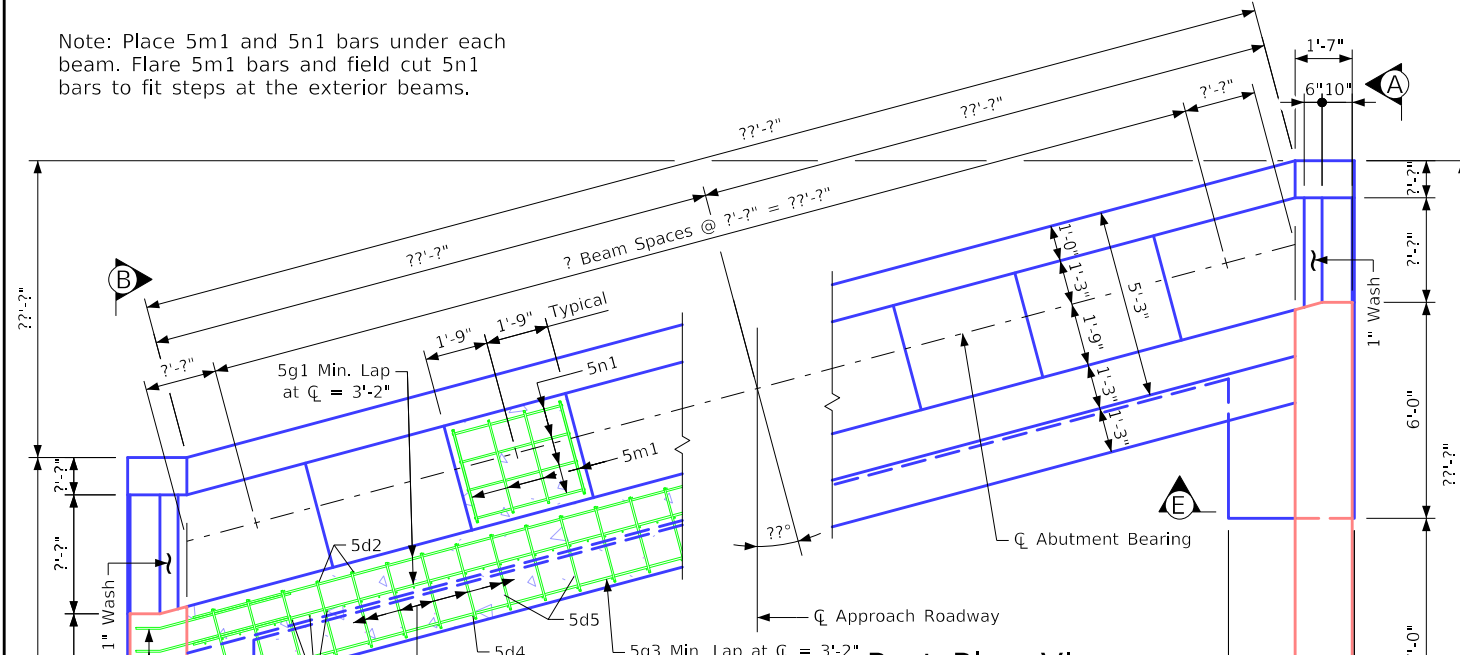 Note: Place 5m1 and 5n1 bars under each
beam. Flare 5m1 bars and field cut 5n1
bars to fit steps at the exterior beams.
1'-7"
6"
10"
A
??'-?"
??'-?"
?'-?"
??'-?"
? Beam Spaces @ ?'-?" = ??'-?"
B
??'-?"
?'-?"
?'-?"
1" Wash
1'-0"
1'-3"
1'-9"
1'-3"
1'-3"
5'-3"
1'-9"
1'-9"
Typical
?'-?"
5g1 Min. Lap
at ℄ = 3'-2"
5n1
5m1
6'-0"
??'-?"
E
℄ Abutment Bearing
??°
?'-?"
?'-?"
1" Wash
5d2
5d5
℄ Approach Roadway
5d4
5g3 Min. Lap at ℄ = 3'-2"